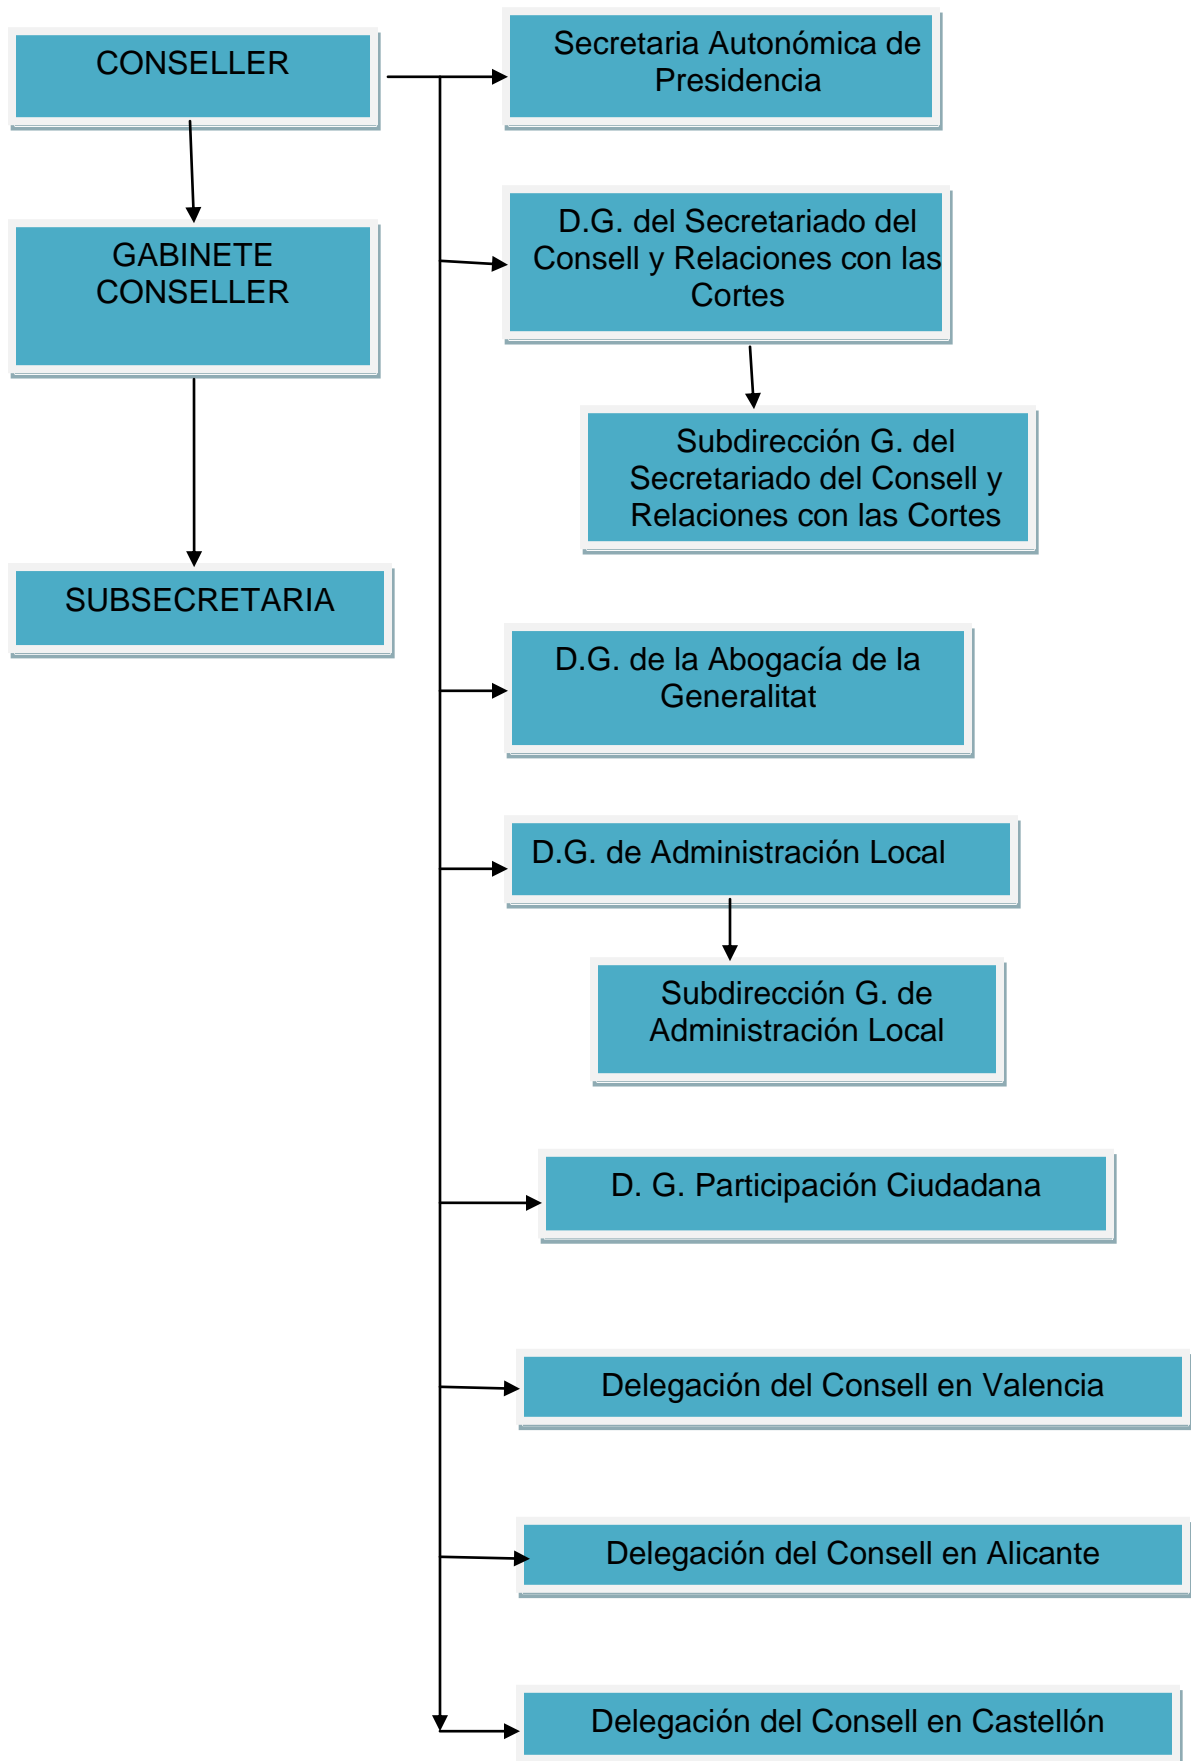 CONSELLER
GABINETE
CONSELLER
SUBSECRETARIA
Secretaria Autonómica de
Presidencia
D.G. del Secretariado del
Consell y Relaciones con las
Cortes
Subdirección G. del
Secretariado del Consell y
Relaciones con las Cortes
D.G. de la Abogacía de la
Generalitat
D.G. de Administración Local
Subdirección G. de
Administración Local
D. G. Participación Ciudadana
Delegación del Consell en Valencia
Delegación del Consell en Alicante
Delegación del Consell en Castellón